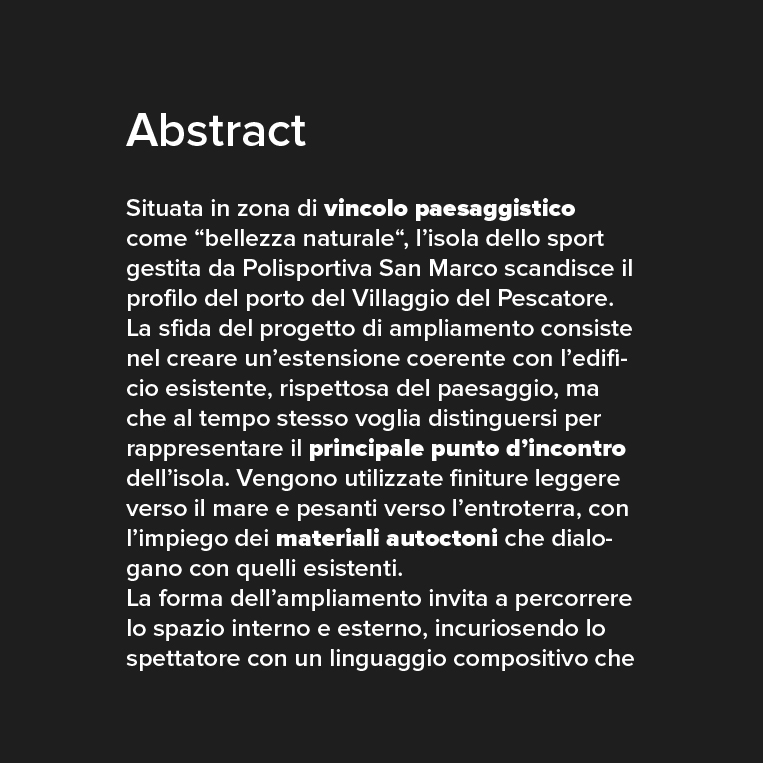 Abstract
Situata in zona di vincolo paesaggistico
come “bellezza naturale“, l’isola dello sport
gestita da Polisportiva San Marco scandisce il
profilo del porto del Villaggio del Pescatore.
La sfida del progetto di ampliamento consiste
nel creare un’estensione coerente con l’edifi-
cio esistente, rispettosa del paesaggio, ma
che al tempo stesso voglia distinguersi per
rappresentare il principale punto d’incontro
dell’isola. Vengono utilizzate finiture leggere
verso il mare e pesanti verso l’entroterra, con
l’impiego dei materiali autoctoni che dialo-
gano con quelli esistenti.
La forma dell’ampliamento invita a percorrere
lo spazio interno e esterno, incuriosendo lo
spettatore con un linguaggio compositivo che